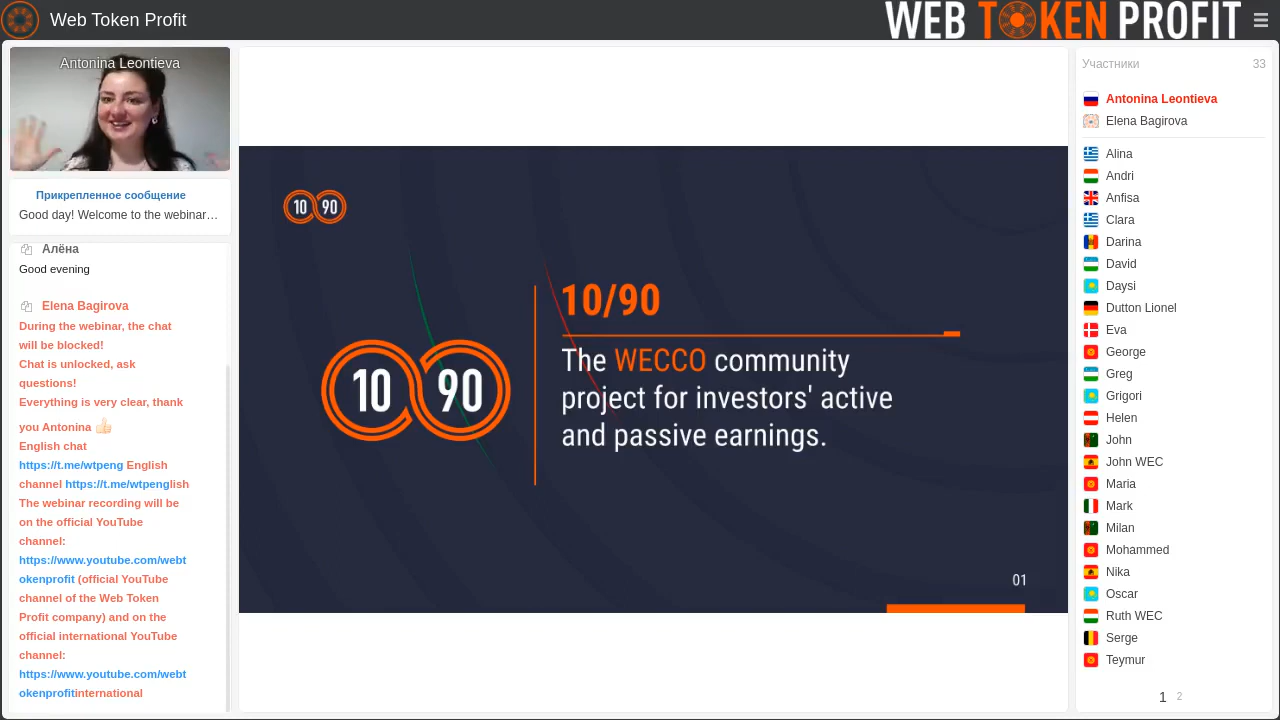 Web Token Profit
WEB TOKEN PROFIT
Antonina Leontieva
Прикрепленное сообщение
Good day! Welcome to the webinar…
Алёна
Good evening
Elena Bagirova
During the webinar, the chat
will be blocked!
Chat is unlocked, ask
questions!
Everything is very clear, thank
you Antonina 👍
English chat
https://t.me/wtpeng English
channel https://t.me/wtpenglish
The webinar recording will be
on the official YouTube
channel:
https://www.youtube.com/webt
okenprofit (official YouTube
channel of the Web Token
Profit company) and on the
official international YouTube
channel:
https://www.youtube.com/webt
okenprofitinternational
10 90
10 90
10/90
The WECCO community
project for investors' active
and passive earnings.
01
Участники 33
Antonina Leontieva
Elena Bagirova
Alina
Andri
Anfisa
Clara
Darina
David
Daysi
Dutton Lionel
Eva
George
Greg
Grigori
Helen
John
John WEC
Maria
Mark
Milan
Mohammed
Nika
Oscar
Ruth WEC
Serge
Teymur
1 2